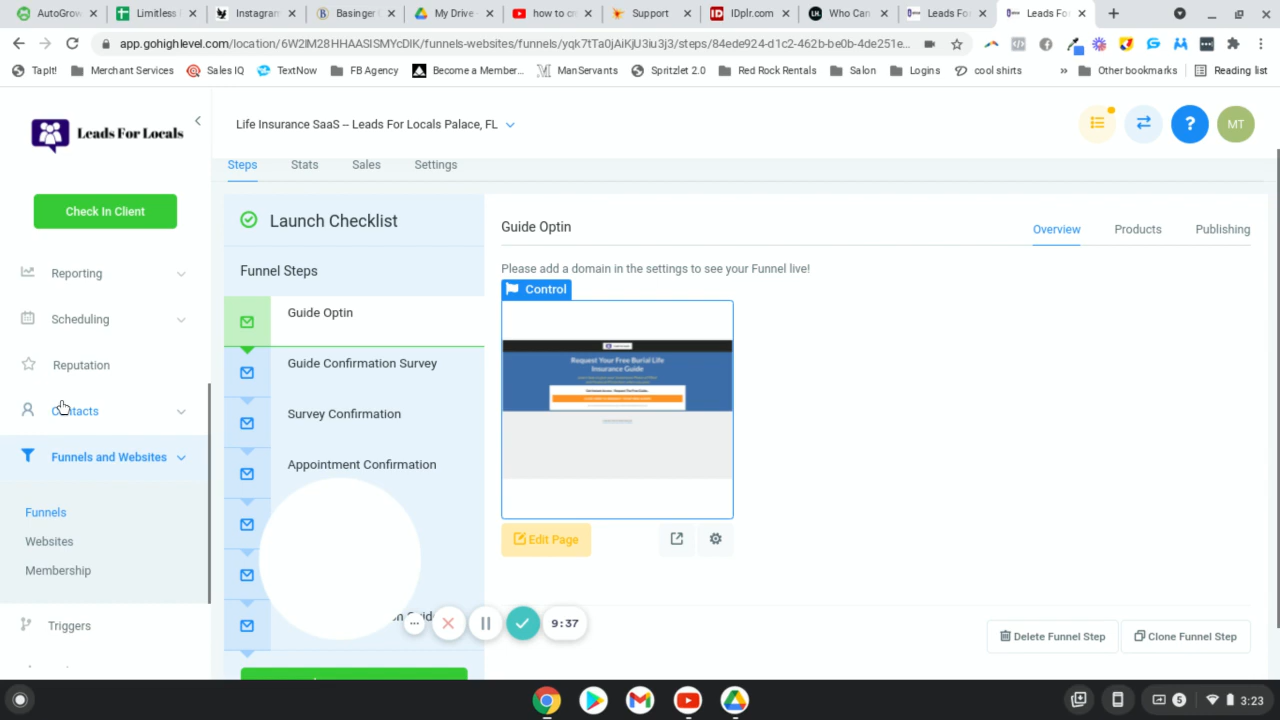 AutoGrow
Limitless
Instagram
Basinger
My Drive -
how to cr
Support
IDplr.com
Who Can
Leads For
Leads For
app.gohighlevel.com/location/6W2IM28HHAASISMYcDIK/funnels-websites/funnels/yqk7tTa0jAiKjU3iu3j3/steps/84ede924-d1c2-462b-be0b-4de251e...
TapIt!
Merchant Services
Sales IQ
TextNow
FB Agency
Become a Member...
ManServants
Spritzlet 2.0
Red Rock Rentals
Salon
Logins
cool shirts
»
Other bookmarks
Reading list
Leads For Locals
Life Insurance SaaS -- Leads For Locals Palace, FL
?
MT
Steps
Stats
Sales
Settings
Check In Client
Launch Checklist
Guide Optin
Overview
Products
Publishing
Reporting
Funnel Steps
Please add a domain in the settings to see your Funnel live!
Control
Scheduling
Guide Optin
Reputation
Guide Confirmation Survey
Request Your Free Burial Life
Insurance Guide
Contacts
Survey Confirmation
Funnels and Websites
Appointment Confirmation
Funnels
Websites
Membership
Edit Page
9:37
Triggers
Delete Funnel Step
Clone Funnel Step
5
3:23